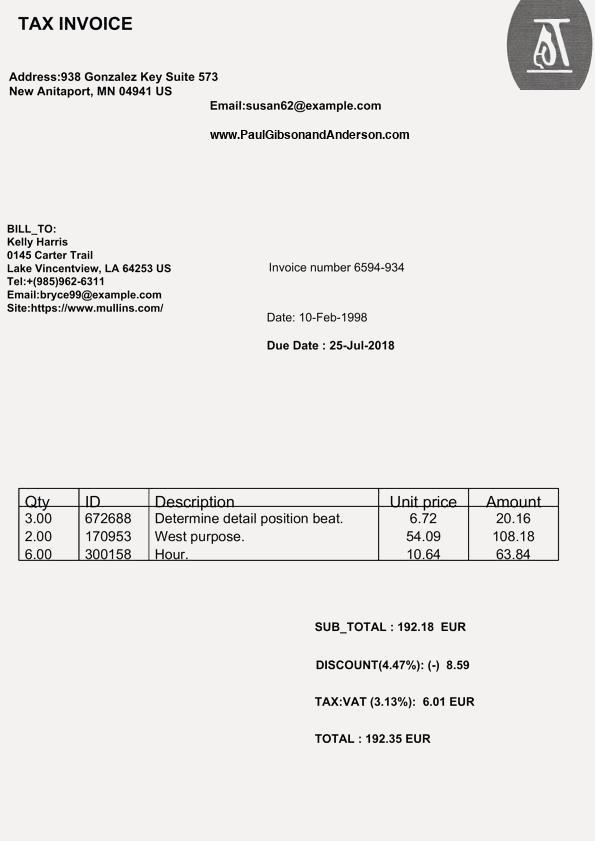 TAX INVOICE
Address:938 Gonzalez Key Suite 573
New Anitaport, MN 04941 US
Email:susan62@example.com
www.PaulGibsonandAnderson.com
BILL_TO:
Kelly Harris
0145 Carter Trail
Lake Vincentview, LA 64253 US
Tel:+(985)962-6311
Email:bryce99@example.com
Site:https://www.mullins.com/
Invoice number 6594-934
Date: 10-Feb-1998
Due Date : 25-Jul-2018
Qty ID Description Unit price Amount
3.00 672688 Determine detail position beat. 6.72 20.16
2.00 170953 West purpose. 54.09 108.18
6.00 300158 Hour. 10.64 63.84
SUB_TOTAL : 192.18 EUR
DISCOUNT(4.47%): (-) 8.59
TAX:VAT (3.13%): 6.01 EUR
TOTAL : 192.35 EUR